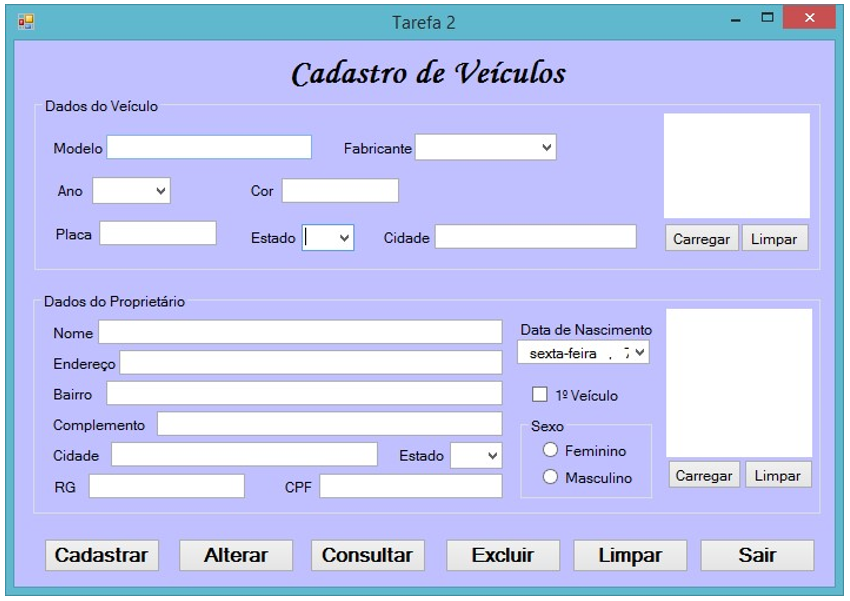 Tarefa 2
Cadastro de Veículos
Dados do Veículo
Modelo Fabricante
Ano Cor
Placa Estado Cidade Carregar Limpar
Dados do Proprietário
Nome Data de Nascimento
Endereço sexta-feira , 7
Bairro 1º Veículo
Complemento Sexo
Cidade Estado Feminino
RG CPF Masculino Carregar Limpar
Cadastrar Alterar Consultar Excluir Limpar Sair